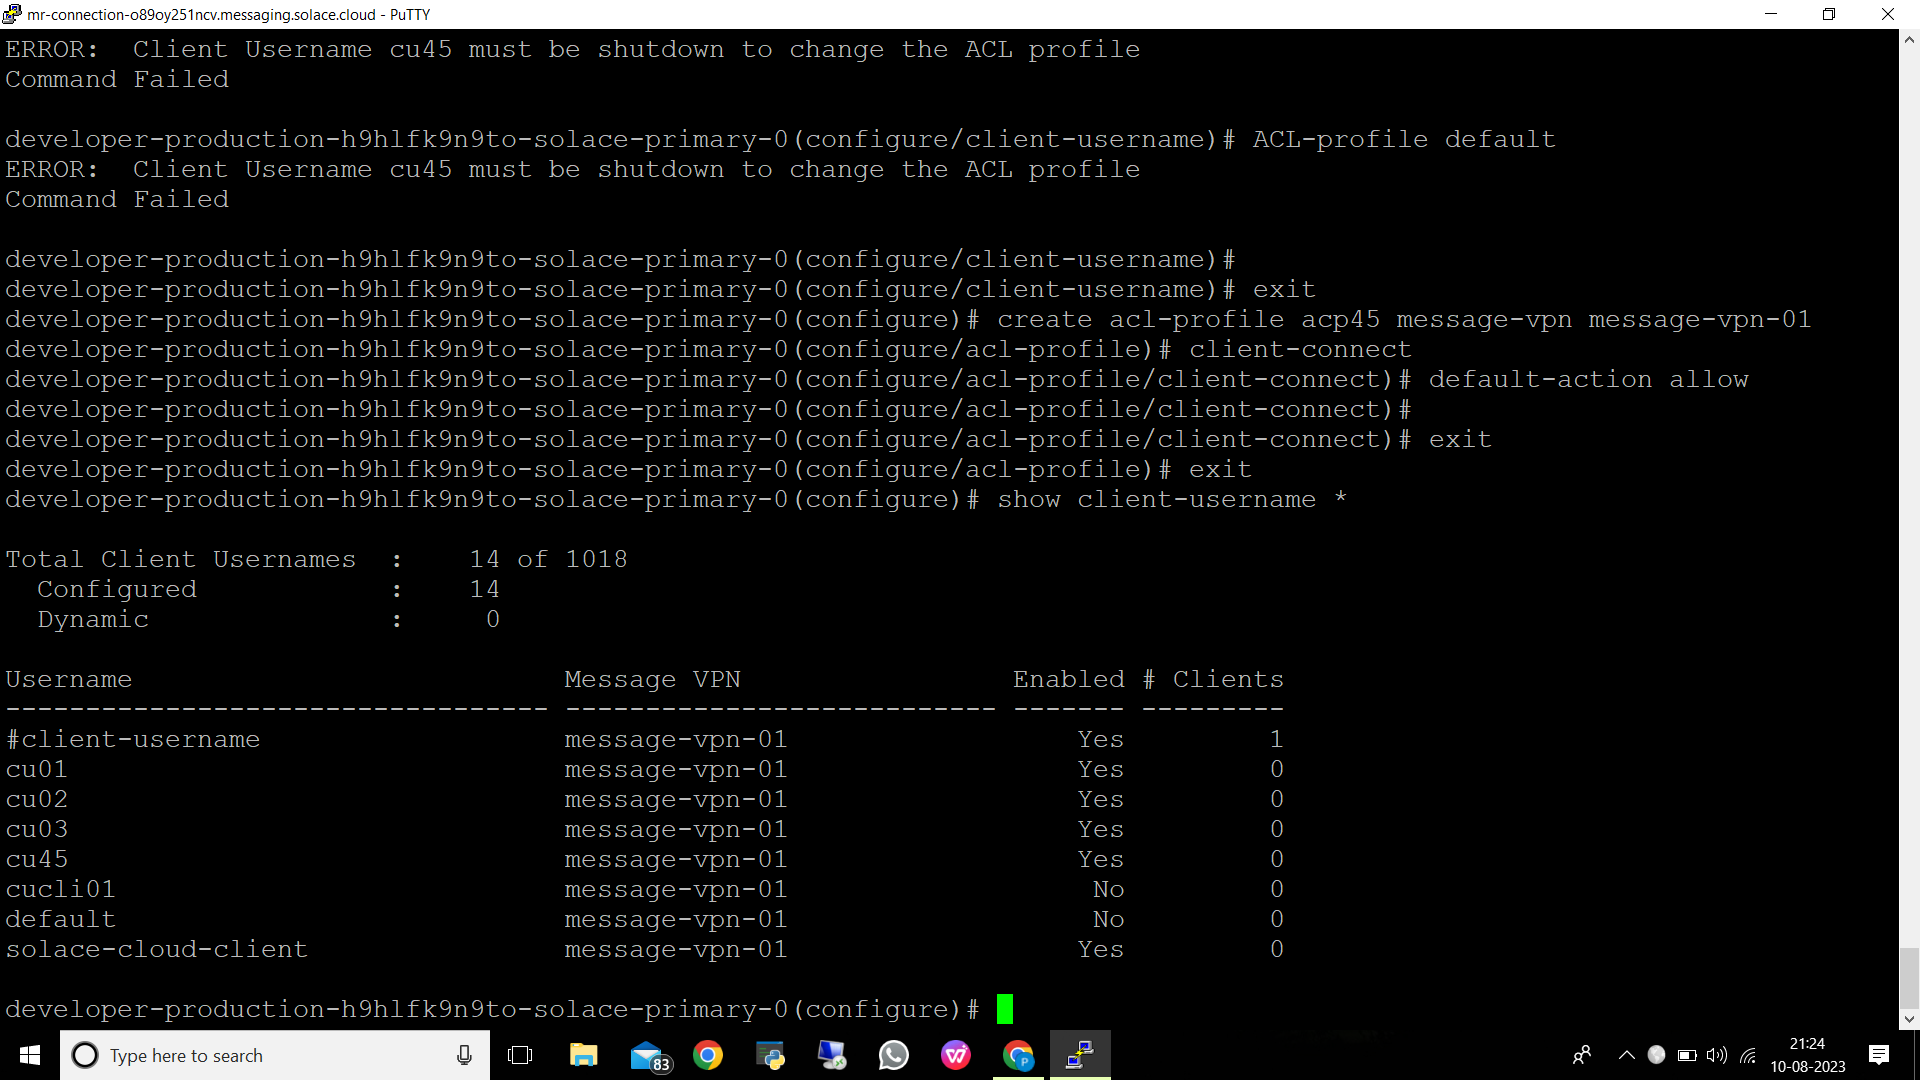 mr-connection-o89oy251ncv.messaging.solace.cloud - PuTTY
ERROR:  Client Username cu45 must be shutdown to change the ACL profile
Command Failed
developer-production-h9hlfk9n9to-solace-primary-0(configure/client-username)# ACL-profile default
ERROR:  Client Username cu45 must be shutdown to change the ACL profile
Command Failed
developer-production-h9hlfk9n9to-solace-primary-0(configure/client-username)#
developer-production-h9hlfk9n9to-solace-primary-0(configure/client-username)# exit
developer-production-h9hlfk9n9to-solace-primary-0(configure)# create acl-profile acp45 message-vpn message-vpn-01
developer-production-h9hlfk9n9to-solace-primary-0(configure/acl-profile)# client-connect
developer-production-h9hlfk9n9to-solace-primary-0(configure/acl-profile/client-connect)# default-action allow
developer-production-h9hlfk9n9to-solace-primary-0(configure/acl-profile/client-connect)#
developer-production-h9hlfk9n9to-solace-primary-0(configure/acl-profile/client-connect)# exit
developer-production-h9hlfk9n9to-solace-primary-0(configure/acl-profile)# exit
developer-production-h9hlfk9n9to-solace-primary-0(configure)# show client-username *
Total Client Usernames  :    14 of 1018
  Configured            :    14
  Dynamic               :     0
Username                           Message VPN                 Enabled # Clients
---------------------------------- --------------------------- ------- ---------
#client-username                   message-vpn-01                  Yes         1
cu01                               message-vpn-01                  Yes         0
cu02                               message-vpn-01                  Yes         0
cu03                               message-vpn-01                  Yes         0
cu45                               message-vpn-01                  Yes         0
cucli01                            message-vpn-01                   No         0
default                            message-vpn-01                   No         0
solace-cloud-client                message-vpn-01                  Yes         0
developer-production-h9hlfk9n9to-solace-primary-0(configure)#
Type here to search
83
P
21:24
10-08-2023